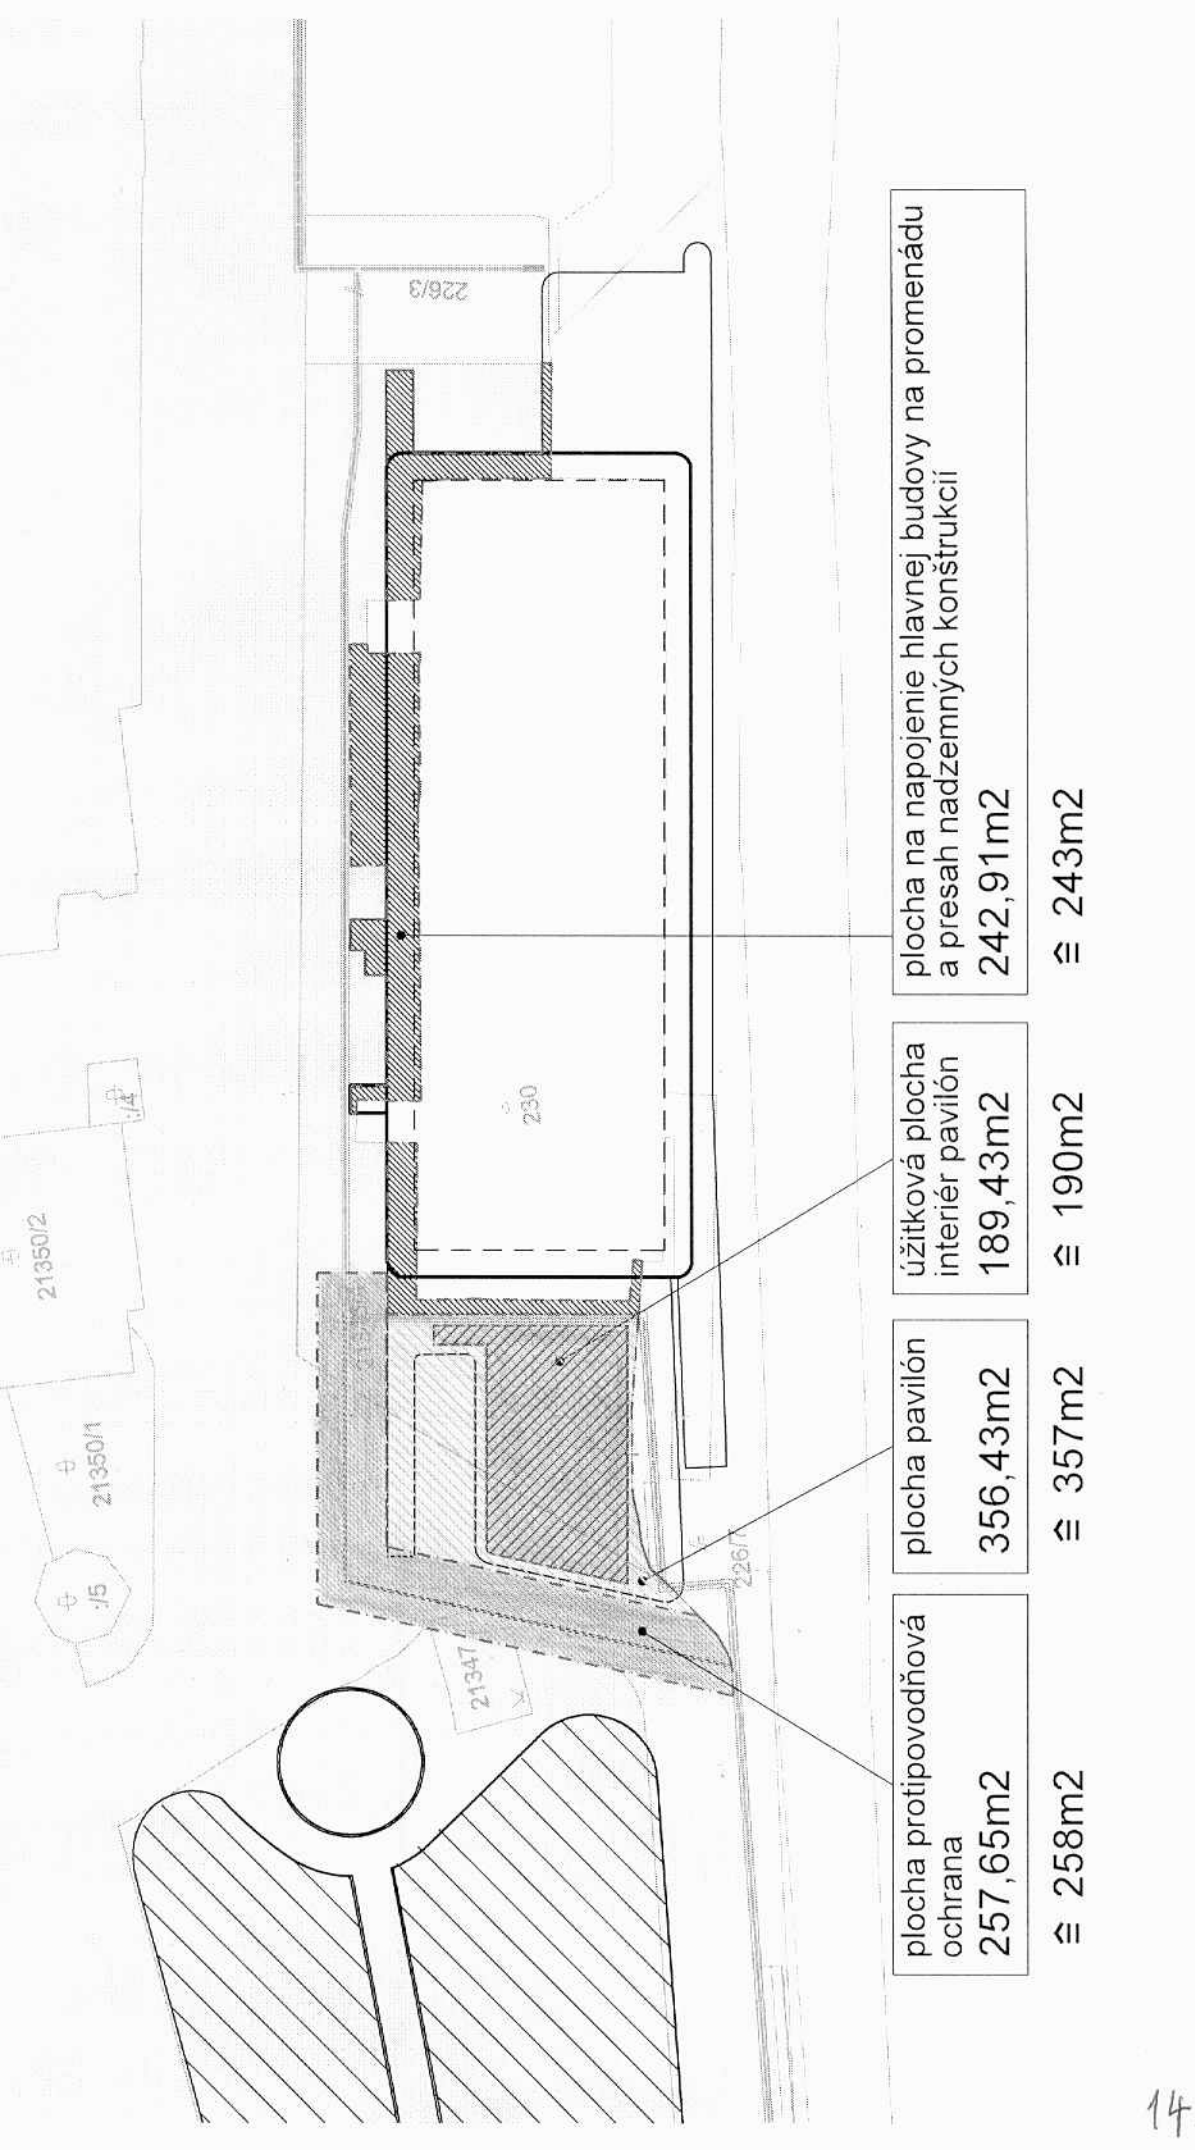 21350/2
:/4
21350/1
:/5
226/3
230
21347
226/7
plocha protipovodňová
ochrana
257,65m2
≅ 258m2
plocha pavilón
356,43m2
≅ 357m2
úžitková plocha
interiér pavilón
189,43m2
≅ 190m2
plocha na napojenie hlavnej budovy na promenádu
a presah nadzemných konštrukcií
242,91m2
≅ 243m2
14